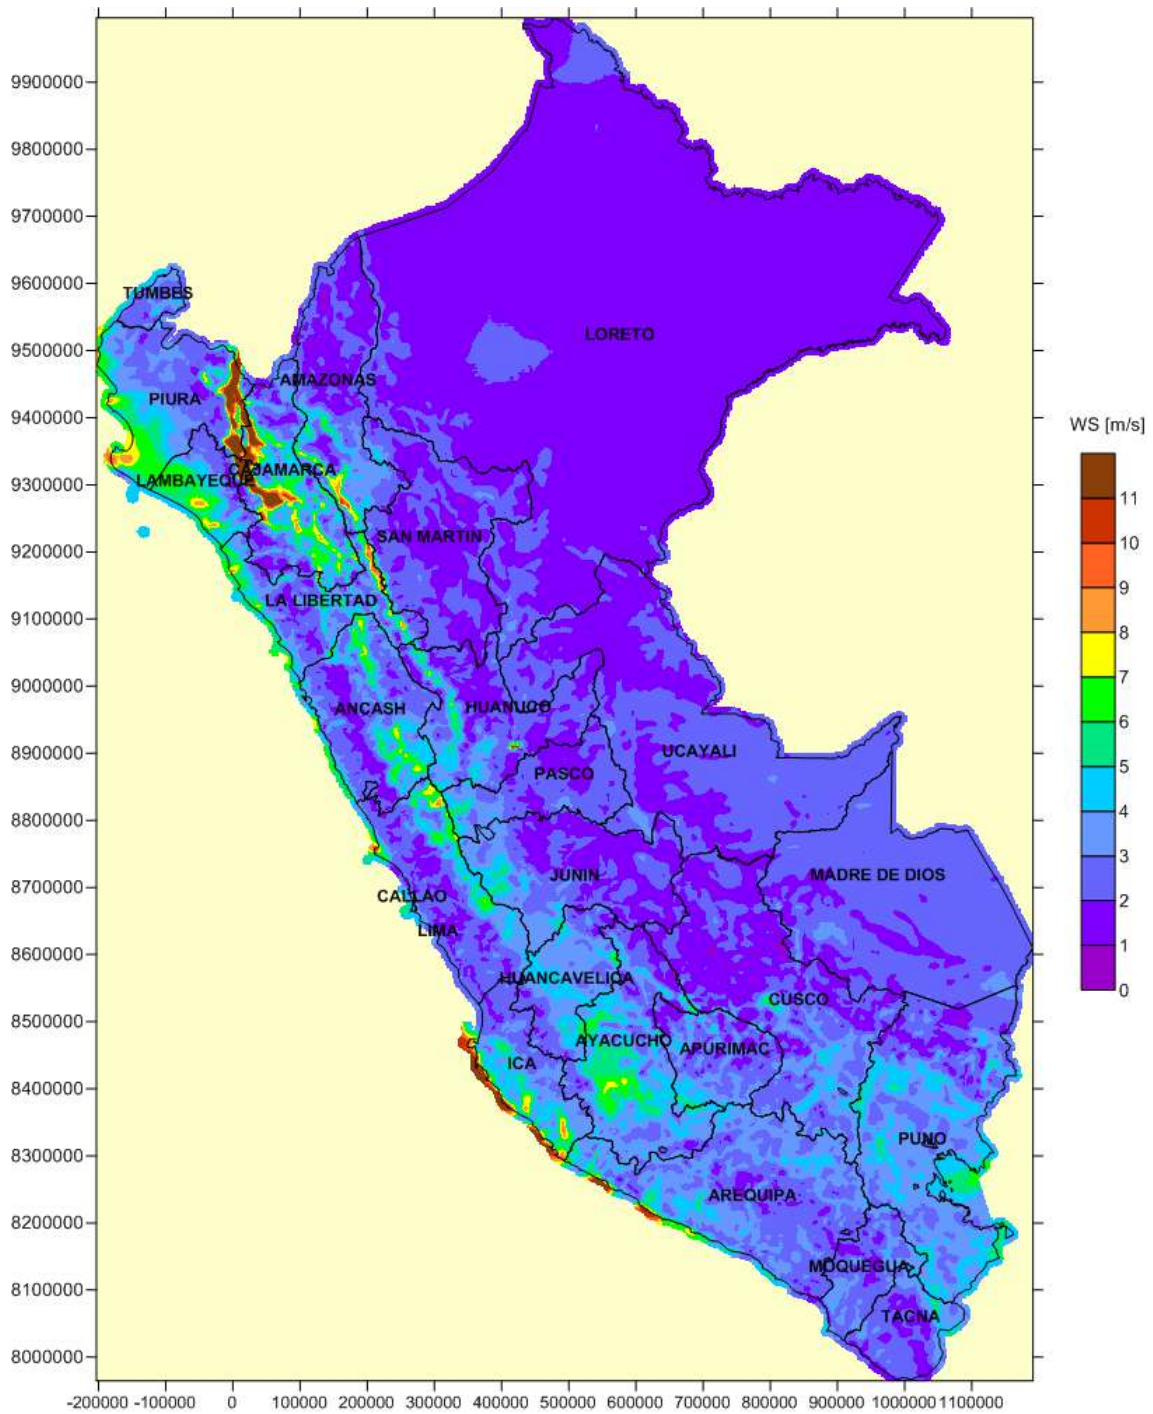 9900000
9800000
9700000
9600000
9500000
9400000
9300000
9200000
9100000
9000000
8900000
8800000
8700000
8600000
8500000
8400000
8300000
8200000
8100000
8000000
TUMBES
LORETO
AMAZONAS
PIURA
CAJAMARCA
LAMBAYEQUE
SAN MARTIN
LA LIBERTAD
ANCASH
HUANUCO
UCAYALI
PASCO
JUNIN
MADRE DE DIOS
CALLAO
LIMA
HUANCAVELICA
CUSCO
AYACUCHO
APURIMAC
ICA
PUNO
AREQUIPA
MOQUEGUA
TACNA
WS [m/s]
11
10
9
8
7
6
5
4
3
2
1
0
-200000 -100000 0 100000 200000 300000 400000 500000 600000 700000 800000 900000 1000000 1100000